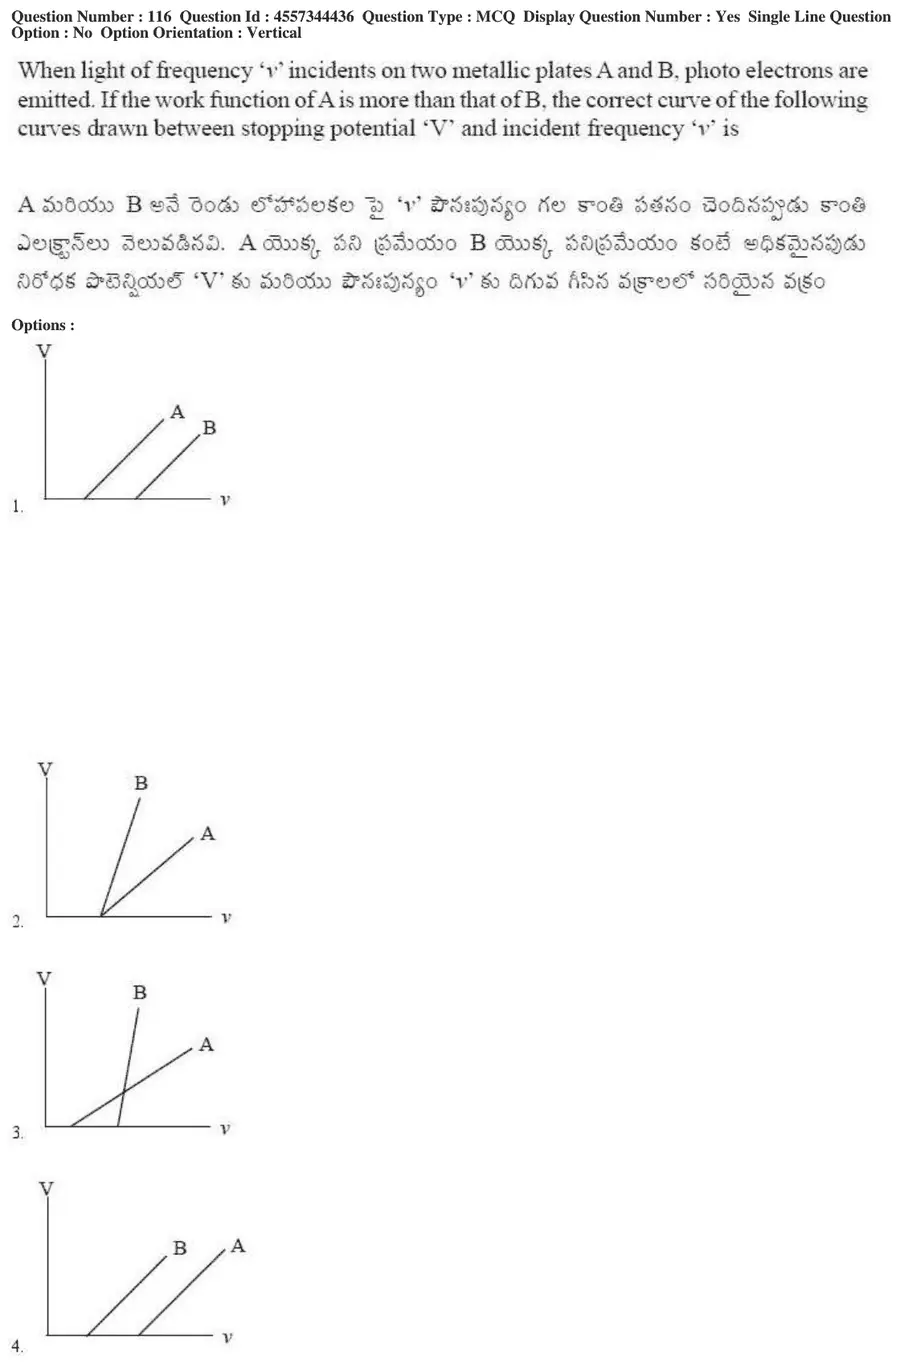 Question Number : 116 Question Id : 4557344436 Question Type : MCQ Display Question Number : Yes Single Line Question
Option : No Option Orientation : Vertical
When light of frequency ‘ν’ incidents on two metallic plates A and B, photo electrons are
emitted. If the work function of A is more than that of B, the correct curve of the following
curves drawn between stopping potential ‘V’ and incident frequency ‘ν’ is
A మరియు B అనే రెండు లోహపలకల పై ‘ν’ పౌనఃపున్యం గల కాంతి పతనం చెందినప్పుడు కాంతి
ఎలక్ట్రాన్‌లు వెలువడినవి. A యొక్క పని ప్రమేయం B యొక్క పనిప్రమేయం కంటే అధికమైనపుడు
నిరోధక పొటెన్షియల్ ‘V’ కు మరియు పౌనఃపున్యం ‘ν’ కు దిగువ గీసిన వక్రాలలో సరియైన వక్రం
Options :
V
A
B
ν
1.
V
B
A
ν
2.
V
B
A
ν
3.
V
B A
ν
4.